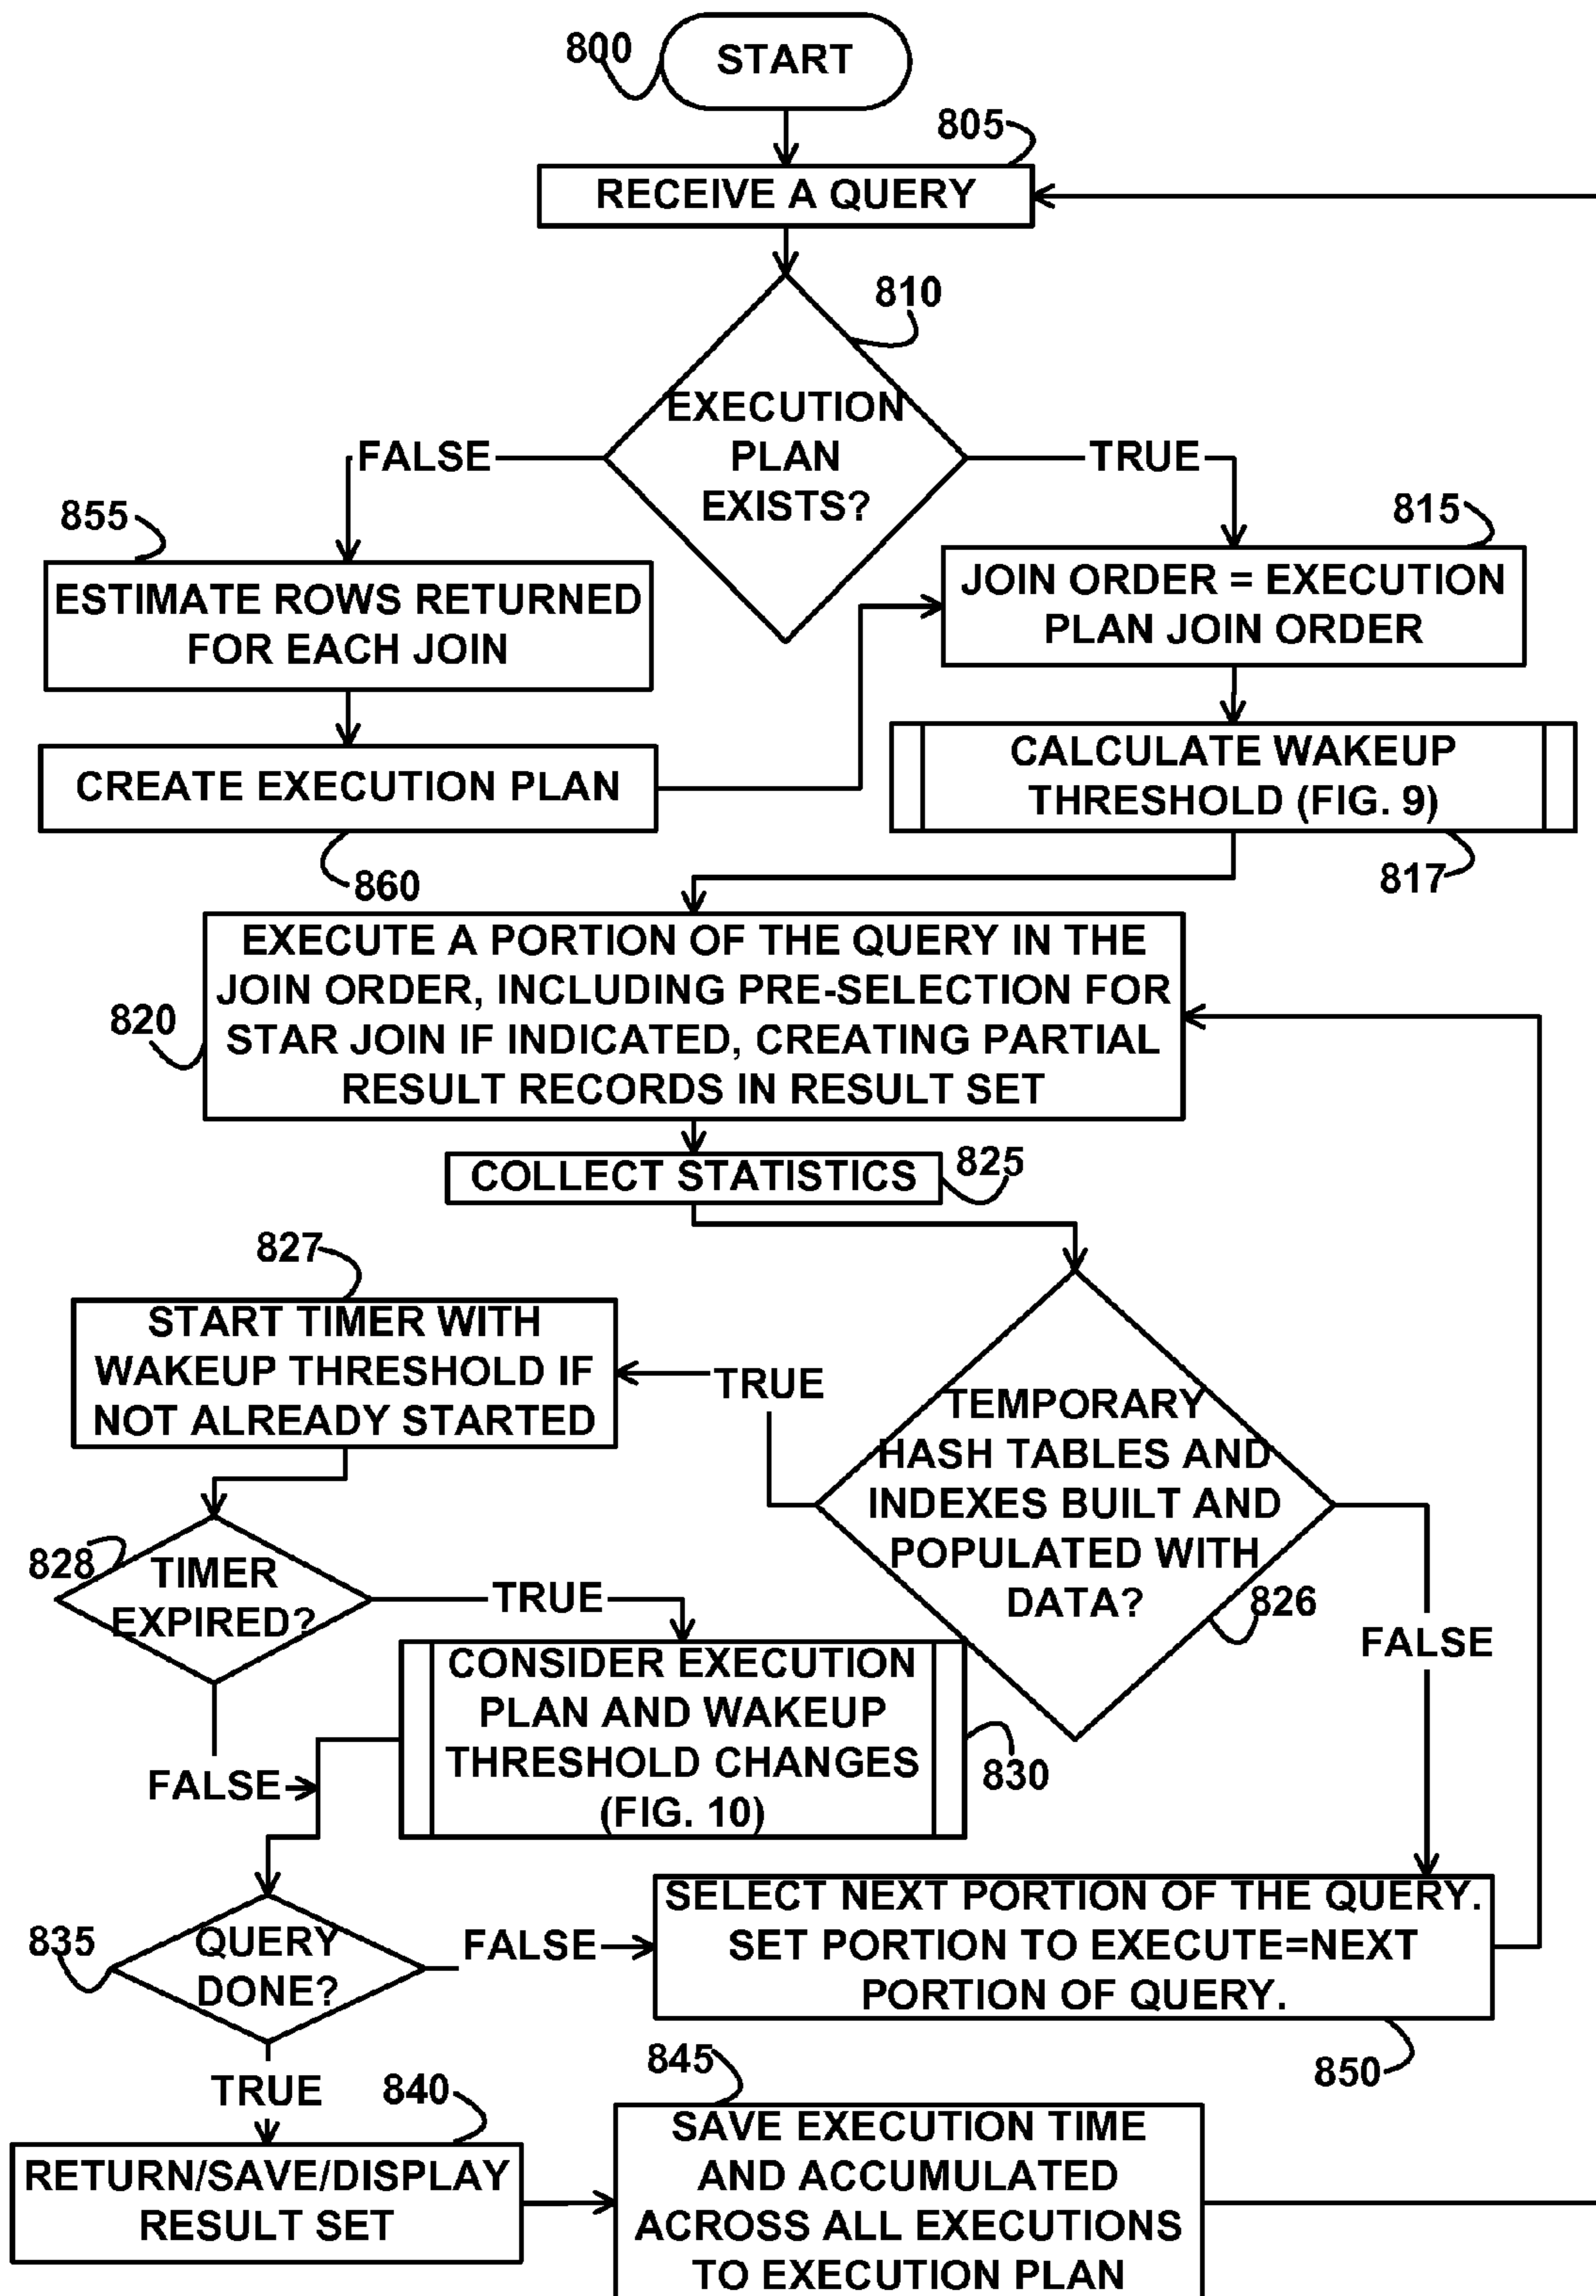 800
START
805
RECEIVE A QUERY
810
EXECUTION
PLAN
EXISTS?
FALSE
TRUE
855
815
ESTIMATE ROWS RETURNED
FOR EACH JOIN
JOIN ORDER = EXECUTION
PLAN JOIN ORDER
CREATE EXECUTION PLAN
CALCULATE WAKEUP
THRESHOLD (FIG. 9)
860
817
EXECUTE A PORTION OF THE QUERY IN THE
JOIN ORDER, INCLUDING PRE-SELECTION FOR
STAR JOIN IF INDICATED, CREATING PARTIAL
RESULT RECORDS IN RESULT SET
820
COLLECT STATISTICS
825
827
START TIMER WITH
WAKEUP THRESHOLD IF
NOT ALREADY STARTED
TRUE
TEMPORARY
HASH TABLES AND
INDEXES BUILT AND
POPULATED WITH
DATA?
826
FALSE
828
TIMER
EXPIRED?
TRUE
CONSIDER EXECUTION
PLAN AND WAKEUP
THRESHOLD CHANGES
(FIG. 10)
830
FALSE
835
QUERY
DONE?
FALSE
SELECT NEXT PORTION OF THE QUERY.
SET PORTION TO EXECUTE=NEXT
PORTION OF QUERY.
850
TRUE
840
845
RETURN/SAVE/DISPLAY
RESULT SET
SAVE EXECUTION TIME
AND ACCUMULATED
ACROSS ALL EXECUTIONS
TO EXECUTION PLAN